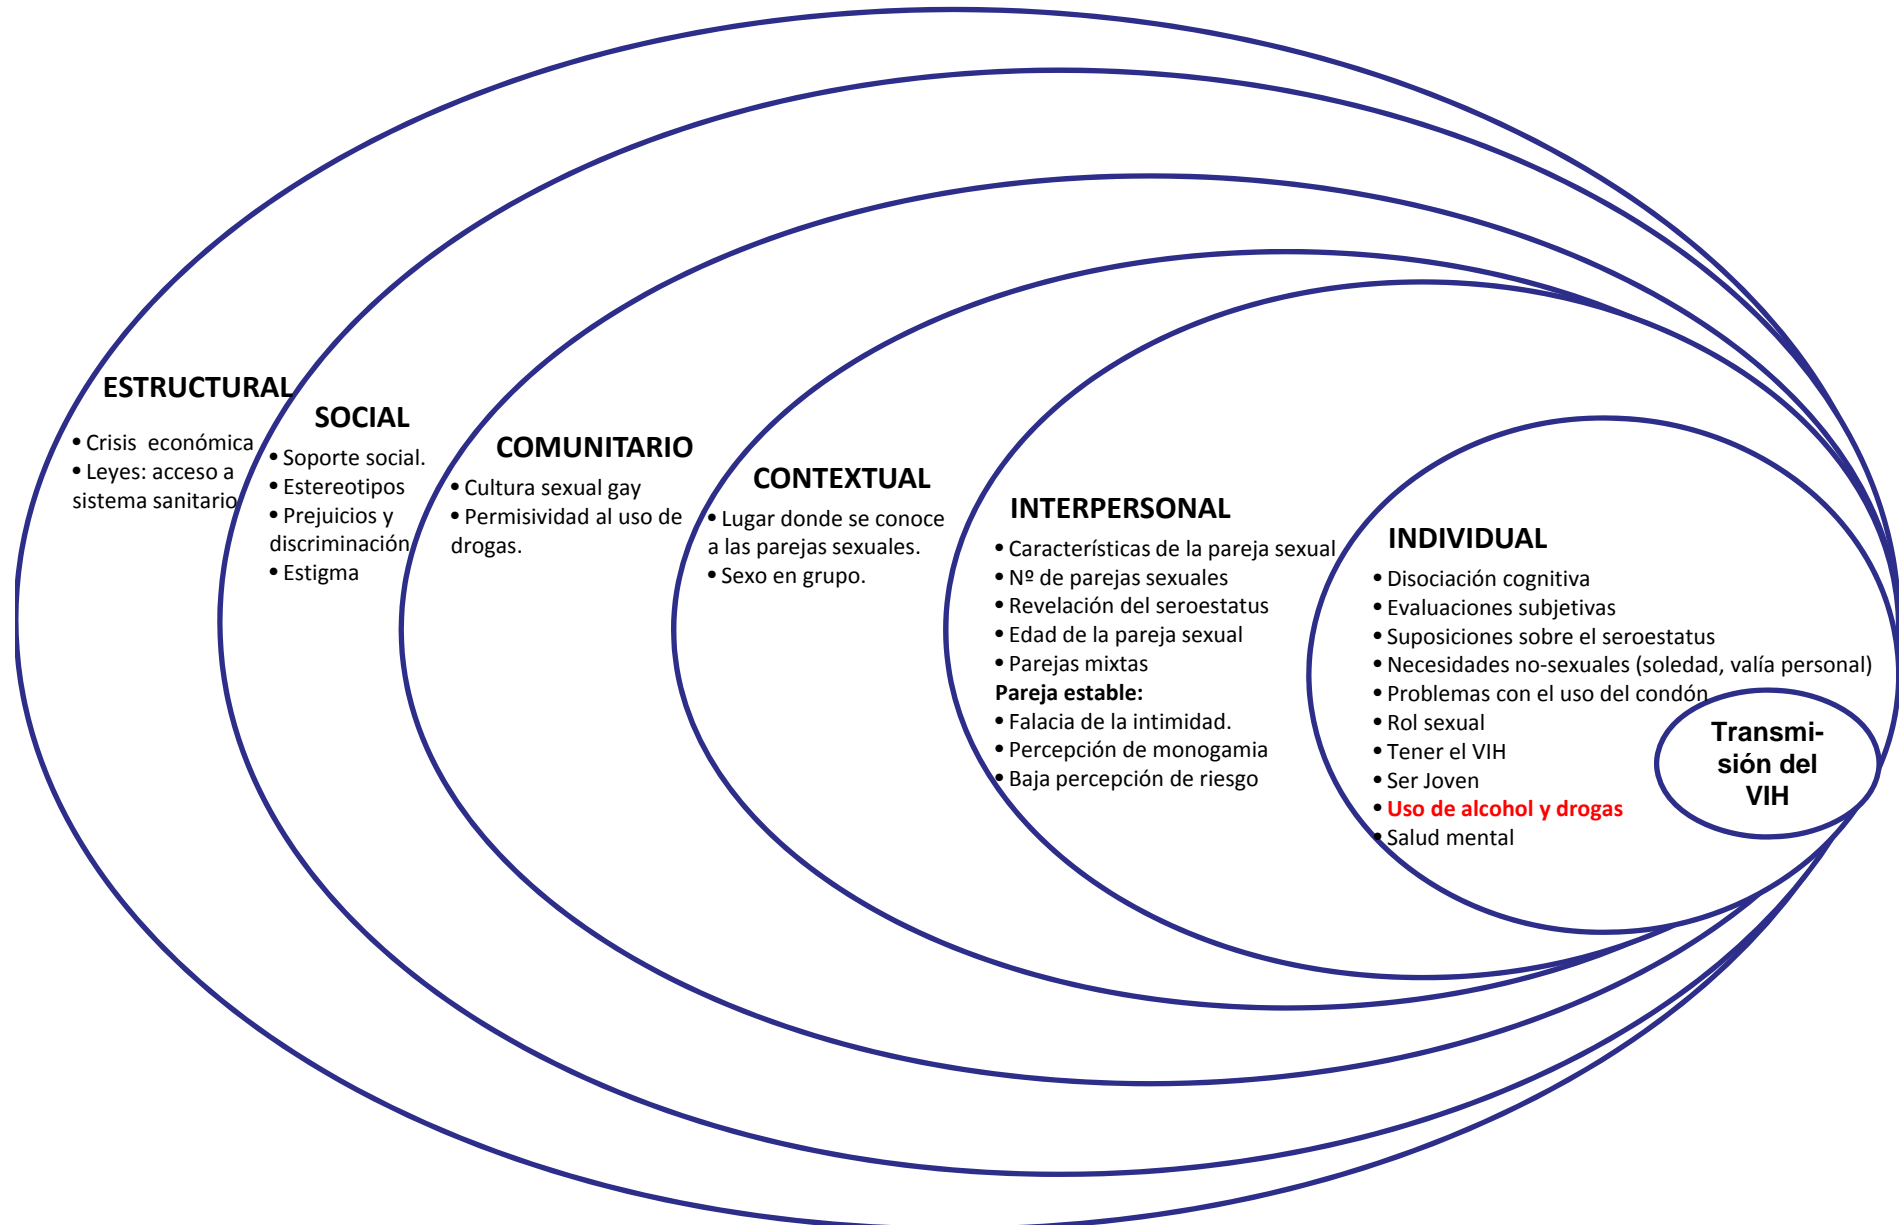 ESTRUCTURAL
• Crisis económica
• Leyes: acceso a
sistema sanitario
SOCIAL
• Soporte social.
• Estereotipos
• Prejuicios y
discriminación
• Estigma
COMUNITARIO
• Cultura sexual gay
• Permisividad al uso de
drogas.
CONTEXTUAL
• Lugar donde se conoce
a las parejas sexuales.
• Sexo en grupo.
INTERPERSONAL
• Característícas de la pareja sexual
• Nº de parejas sexuales
• Revelación del seroestatus
• Edad de la pareja sexual
• Parejas mixtas
Pareja estable:
• Falacia de la intimidad.
• Percepción de monogamia
• Baja percepción de riesgo
INDIVIDUAL
• Disociación cognitiva
• Evaluaciones subjetivas
• Suposiciones sobre el seroestatus
• Necesidades no-sexuales (soledad, valía personal)
• Problemas con el uso del condón
• Rol sexual
• Tener el VIH
• Ser Joven
• Uso de alcohol y drogas
• Salud mental
Transmi-
sión del
VIH